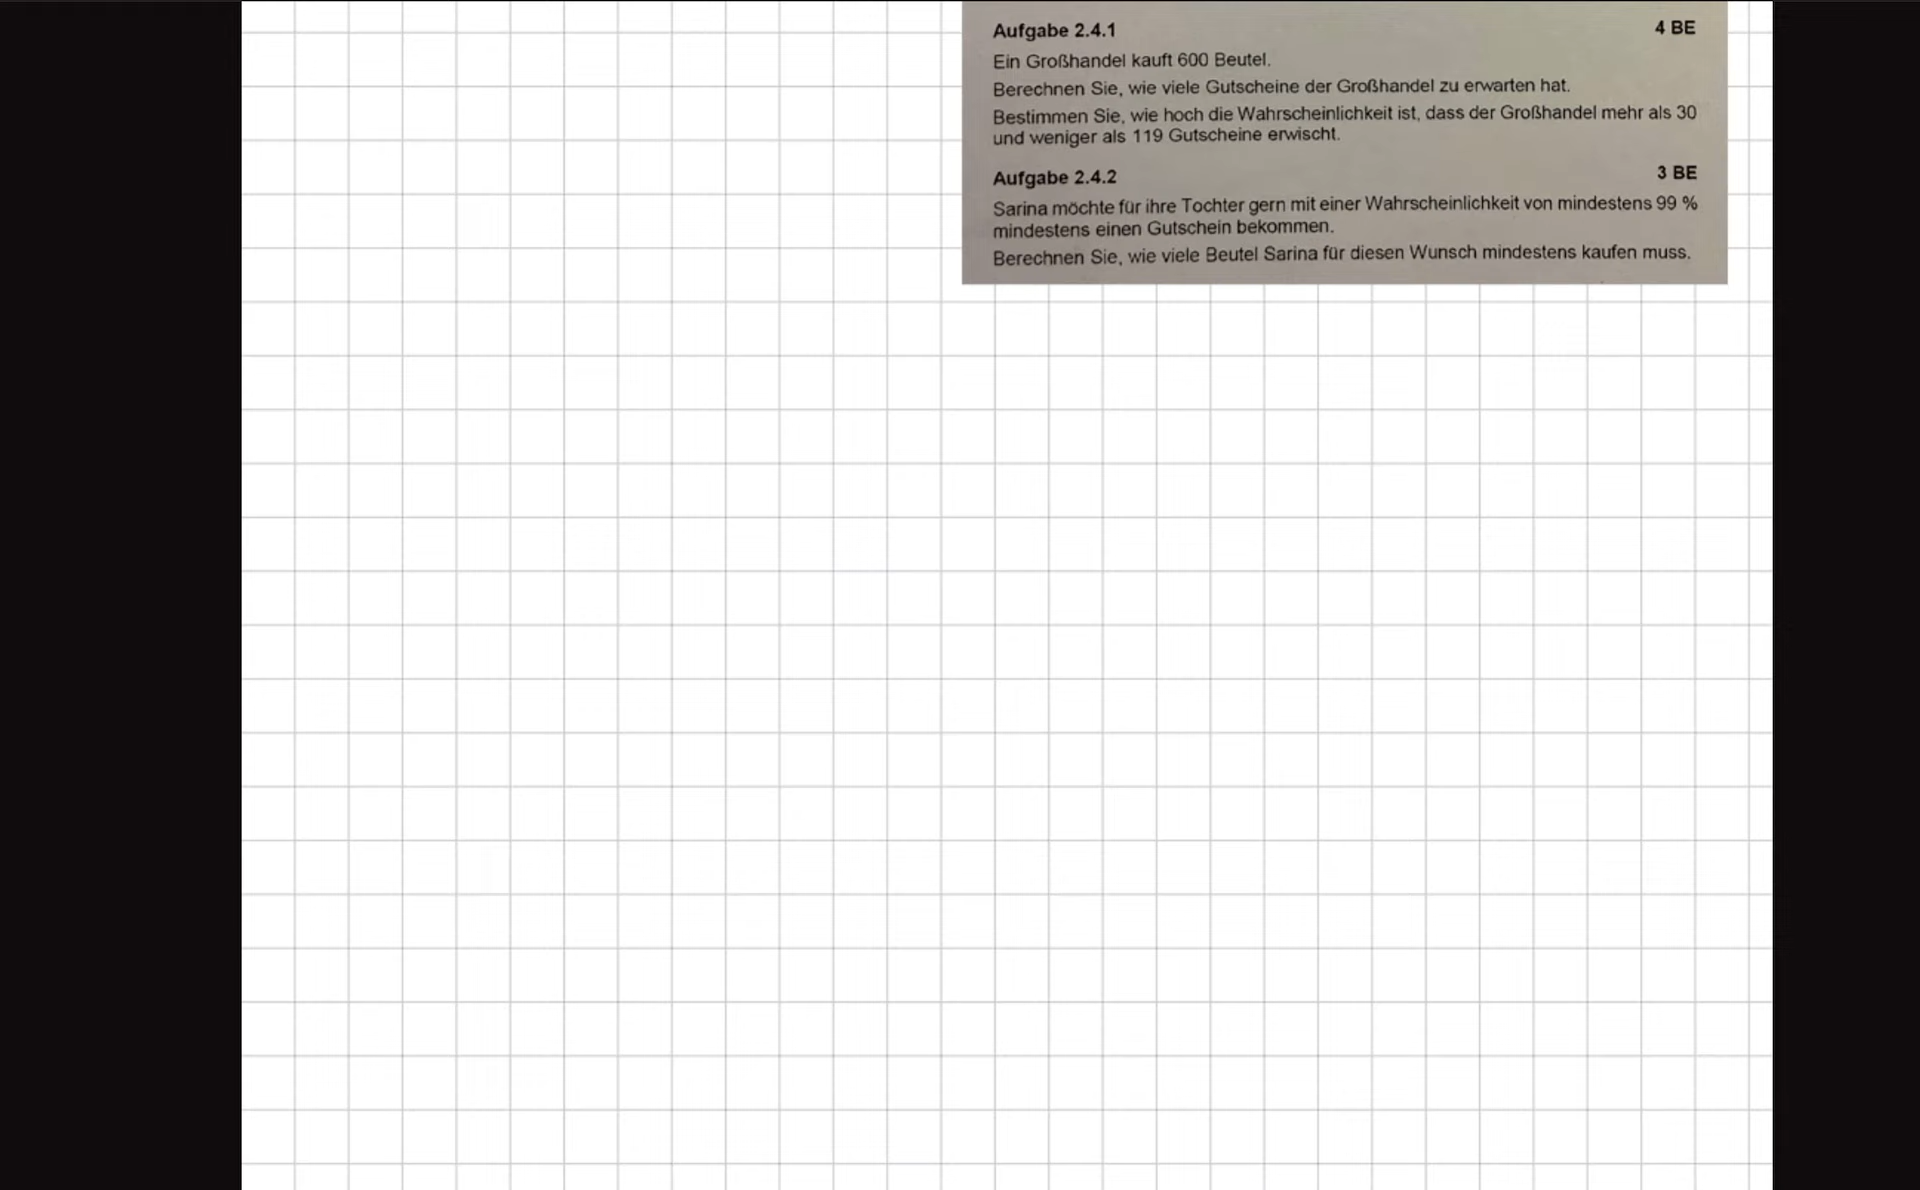 Aufgabe 2.4.1 4 BE
Ein Großhandel kauft 600 Beutel.
Berechnen Sie, wie viele Gutscheine der Großhandel zu erwarten hat.
Bestimmen Sie, wie hoch die Wahrscheinlichkeit ist, dass der Großhandel mehr als 30
und weniger als 119 Gutscheine erwischt.
Aufgabe 2.4.2 3 BE
Sarina möchte für ihre Tochter gern mit einer Wahrscheinlichkeit von mindestens 99 %
mindestens einen Gutschein bekommen.
Berechnen Sie, wie viele Beutel Sarina für diesen Wunsch mindestens kaufen muss.